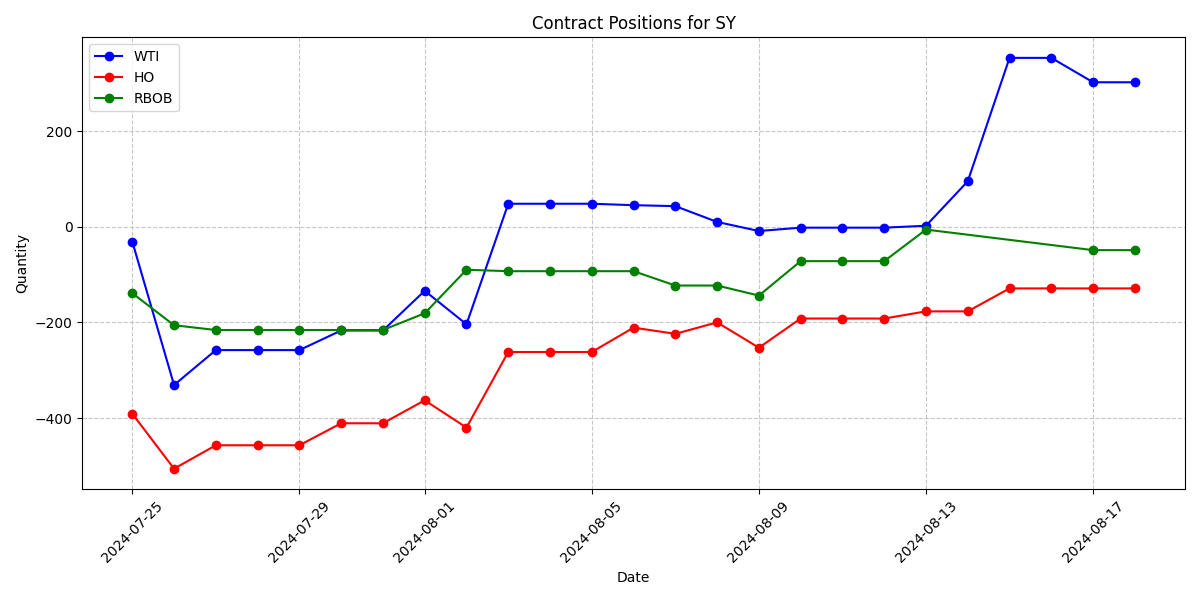 Contract Positions for SY
WTI
HO
RBOB
Quantity
200
0
−200
−400
2024-07-25
2024-07-29
2024-08-01
2024-08-05
2024-08-09
2024-08-13
2024-08-17
Date